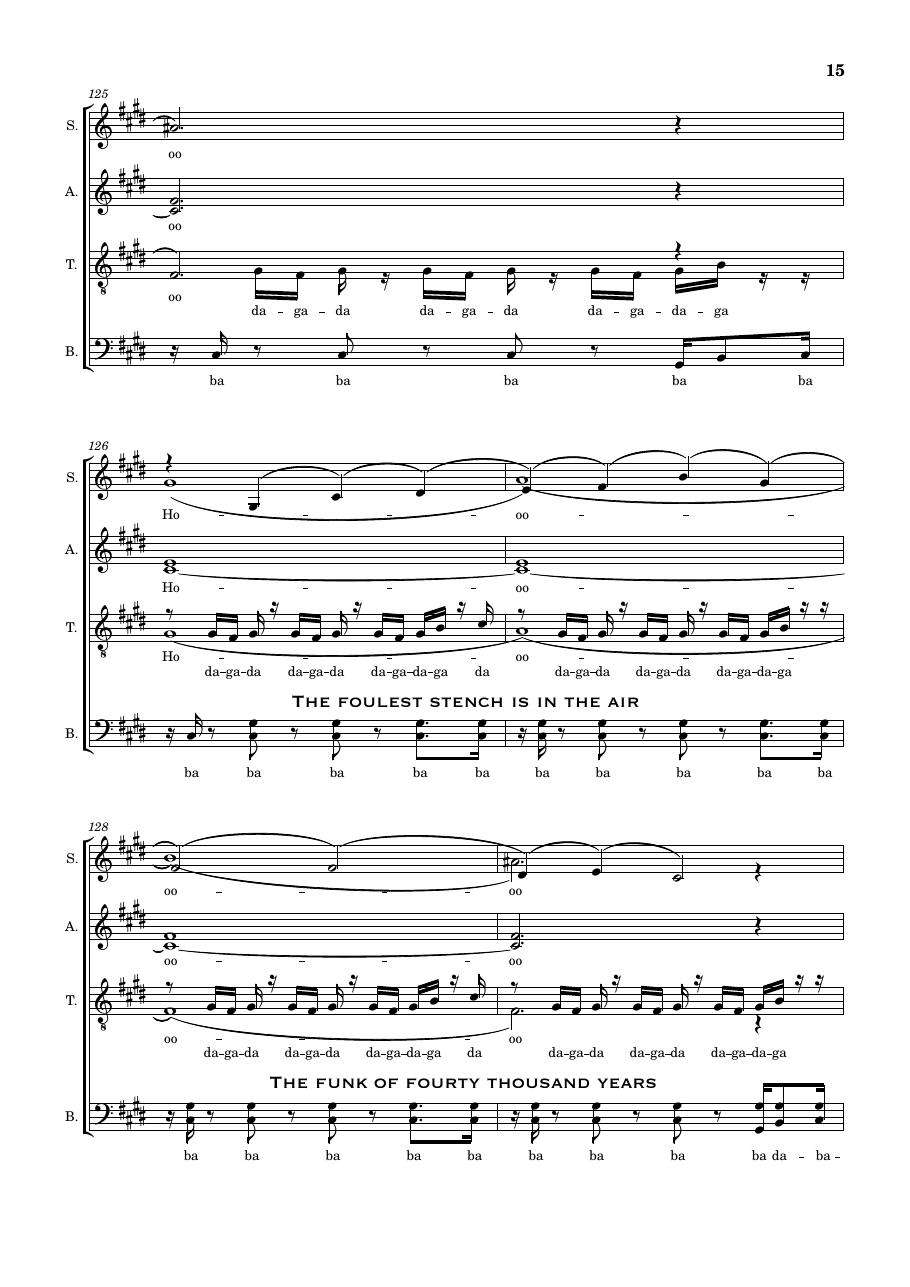 15
125
S.
oo
A.
oo
T.
oo
da – ga – da da – ga – da da – ga – da – ga
B.
ba ba ba ba ba
126
S.
Ho – – – oo – – –
A.
Ho – – – oo – – –
T.
Ho – – – oo – – –
da–ga–da da–ga–da da–ga–da–ga da da–ga–da da–ga–da da–ga–da–ga
THE FOULEST STENCH IS IN THE AIR
B.
ba ba ba ba ba ba ba ba ba ba
128
S.
oo – – – oo
A.
oo – – – oo
T.
oo – – – oo
da–ga–da da–ga–da da–ga–da–ga da da–ga–da da–ga–da da–ga–da–ga
THE FUNK OF FOURTY THOUSAND YEARS
B.
ba ba ba ba ba ba ba ba ba da – ba –